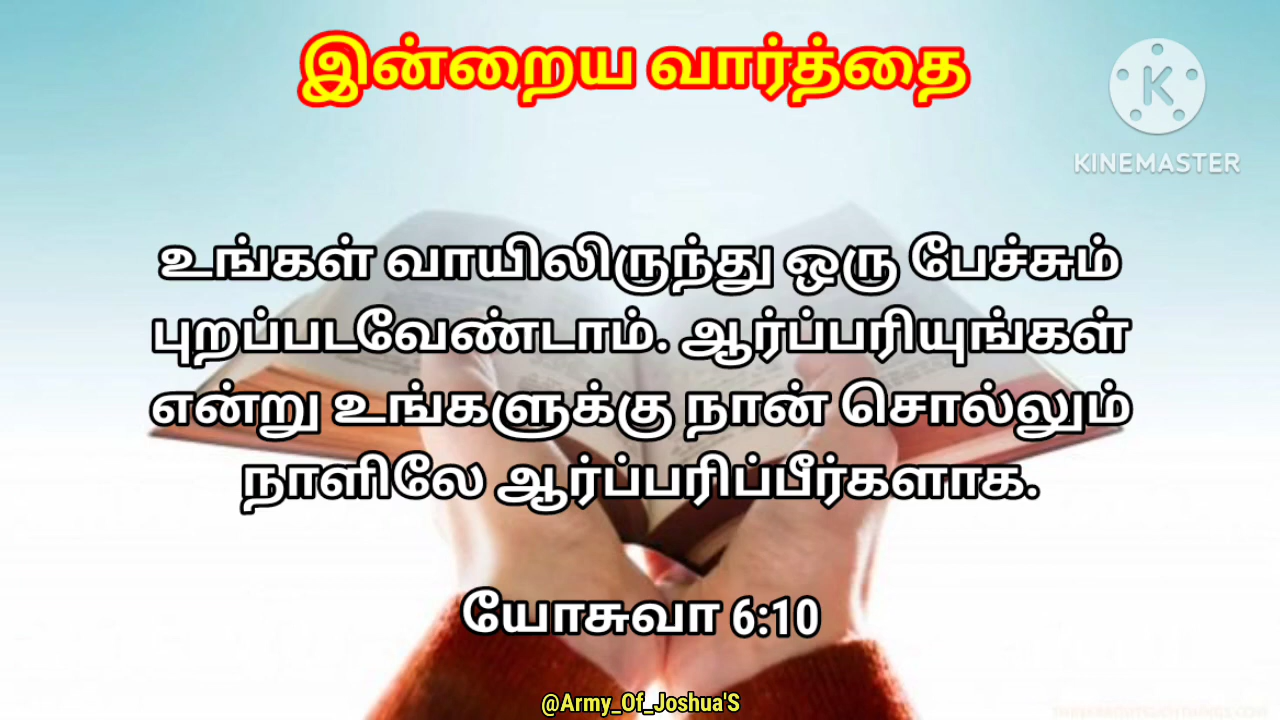 இன்றைய வார்த்தை
K
KINEMASTER
உங்கள் வாயிலிருந்து ஒரு பேச்சும்
புறப்படவேண்டாம். ஆர்ப்பரியுங்கள்
என்று உங்களுக்கு நான் சொல்லும்
நாளிலே ஆர்ப்பரிப்பீர்களாக.
யோசுவா 6:10
@Army_Of_Joshua'S